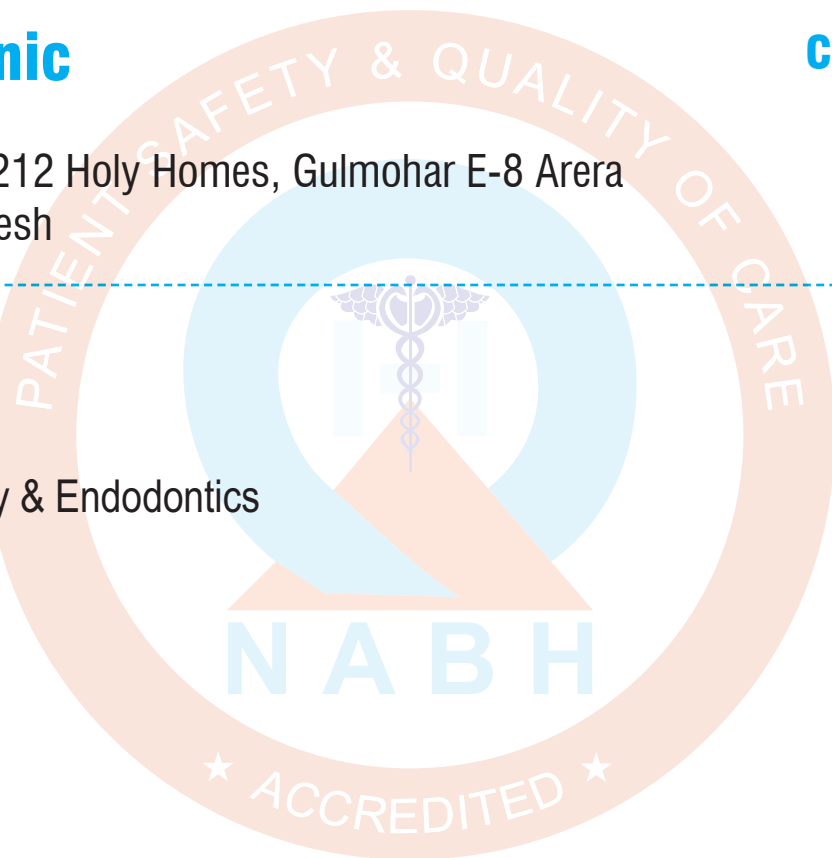 nic
c
212 Holy Homes, Gulmohar E-8 Arera
esh
y & Endodontics
PATIENT SAFETY & QUALITY OF CARE
H
NABH
★ ACCREDITED ★